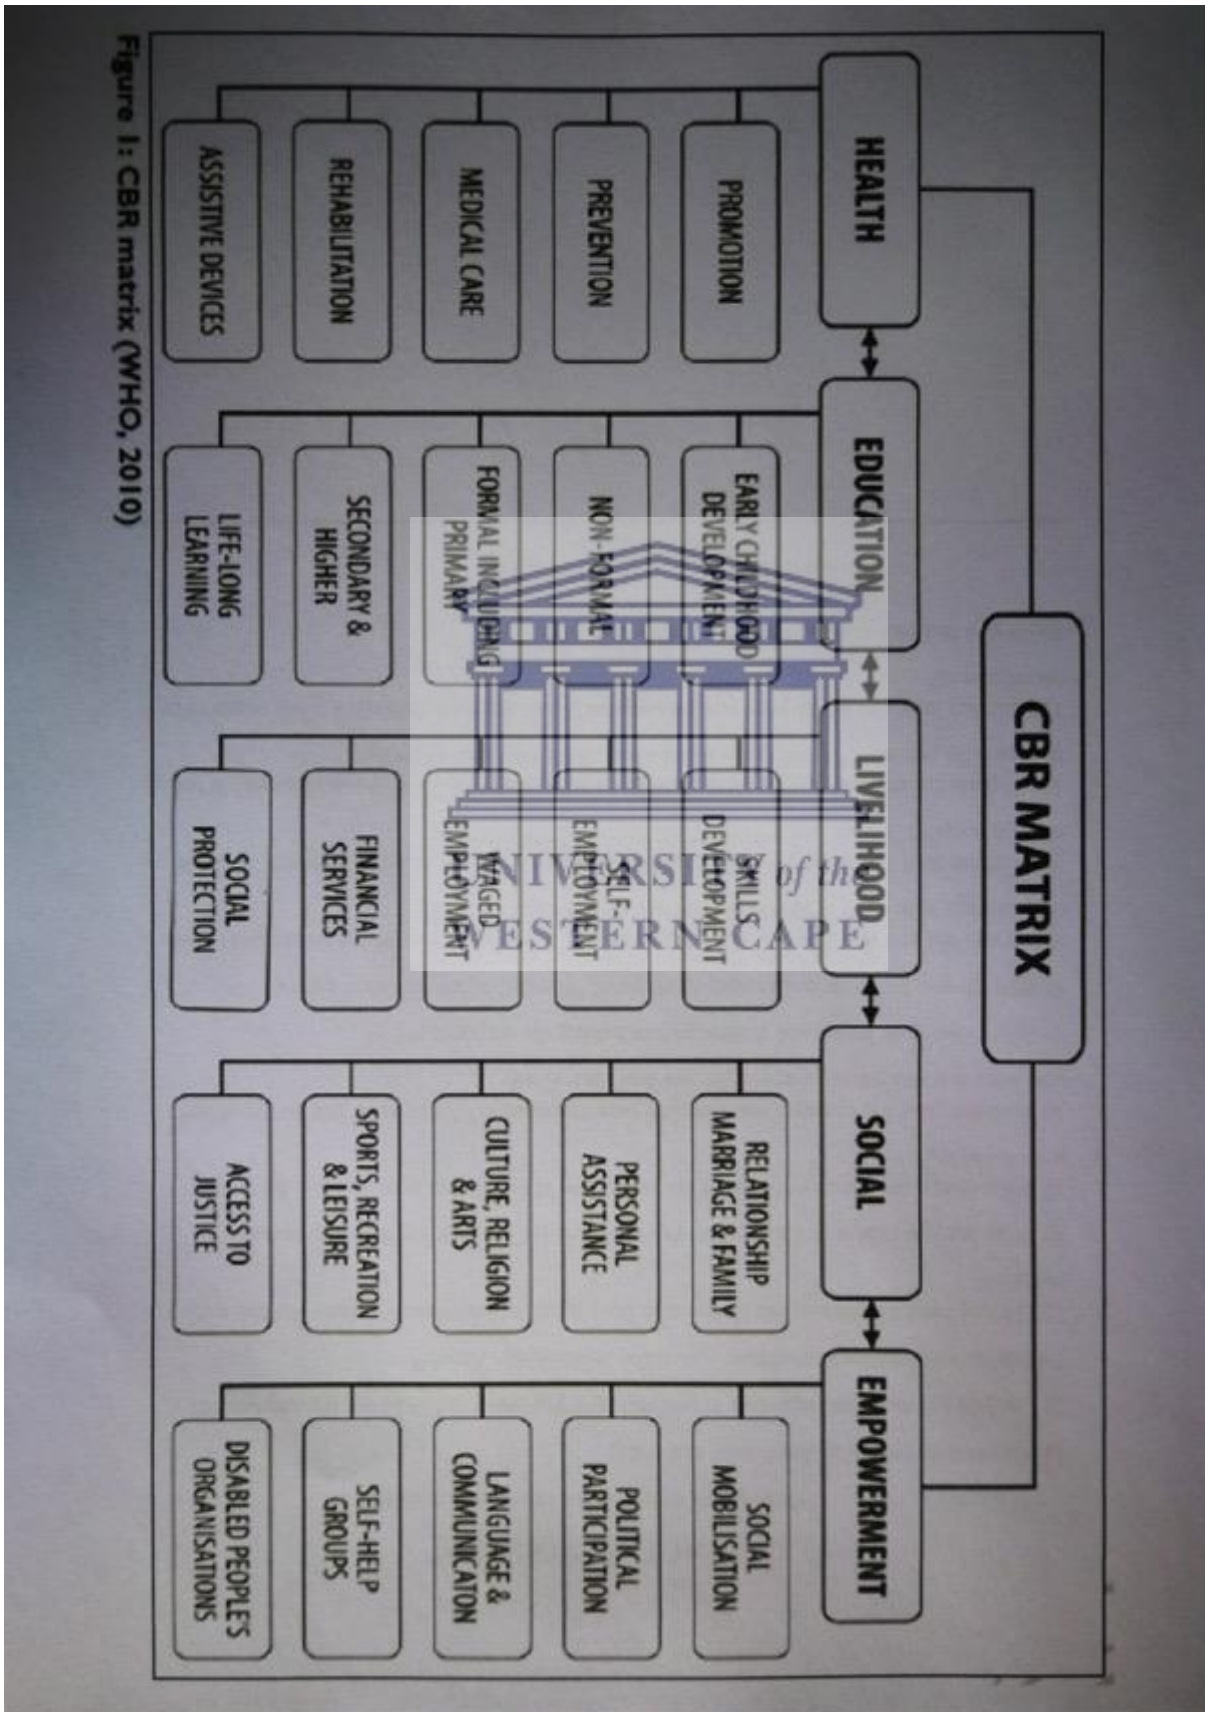 CBR MATRIX
HEALTH
PROMOTION
PREVENTION
MEDICAL CARE
REHABILITATION
ASSISTIVE DEVICES
EDUCATION
EARLY CHILDHOOD
DEVELOPMENT
NON-FORMAL
FORMAL INCLUDING
PRIMARY
SECONDARY &
HIGHER
LIFE-LONG
LEARNING
LIVELIHOOD
SKILLS
DEVELOPMENT
SELF-
EMPLOYMENT
WAGED
EMPLOYMENT
FINANCIAL
SERVICES
SOCIAL
PROTECTION
SOCIAL
RELATIONSHIP
MARRIAGE & FAMILY
PERSONAL
ASSISTANCE
CULTURE, RELIGION
& ARTS
SPORTS, RECREATION
& LEISURE
ACCESS TO
JUSTICE
EMPOWERMENT
SOCIAL
MOBILISATION
POLITICAL
PARTICIPATION
LANGUAGE &
COMMUNICATON
SELF-HELP
GROUPS
DISABLED PEOPLE'S
ORGANISATIONS
Figure 1: CBR matrix (WHO, 2010)
UNIVERSITY of the
WESTERN CAPE